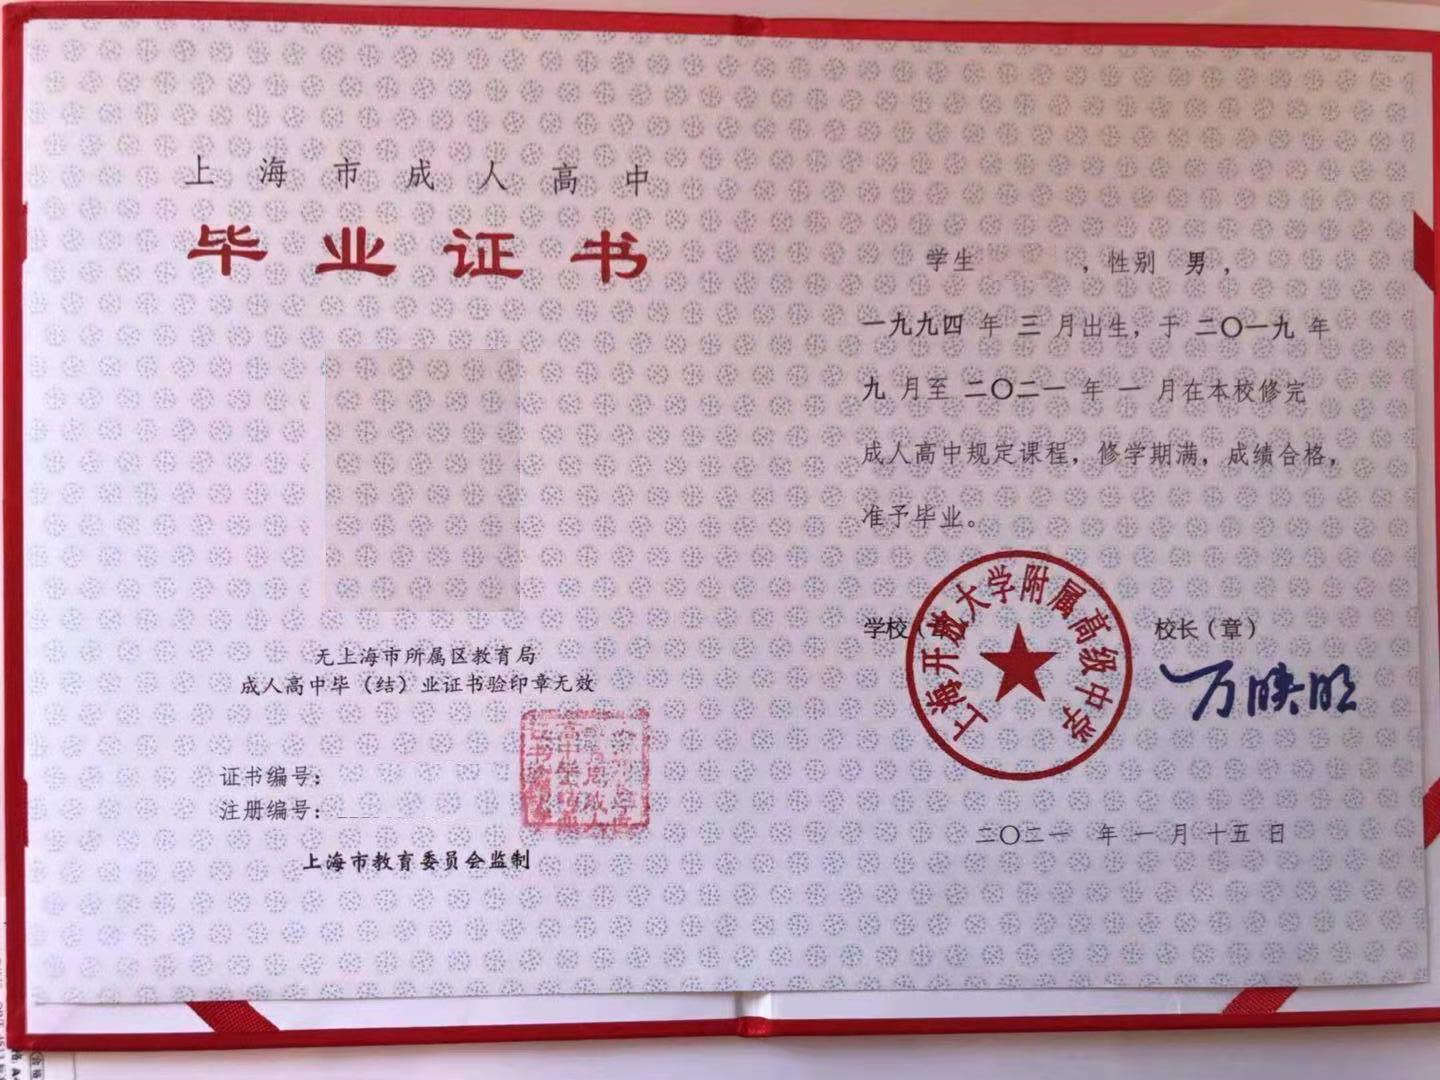 上海市成人高中
毕业证书
无上海市所属区教育局
成人高中毕（结）业证书验印章无效
证书编号：
注册编号：
上海市教育委员会监制
学生 ，性别 男，
一九九四 年 三 月出生，于 二〇一九 年
九 月至 二〇二一 年 一 月在本校修完
成人高中规定课程，修学期满，成绩合格，
准予毕业。
学校（章）
上海开放大学附属高级中学
校长（章）
万映明
二〇二一 年 一 月 十五 日